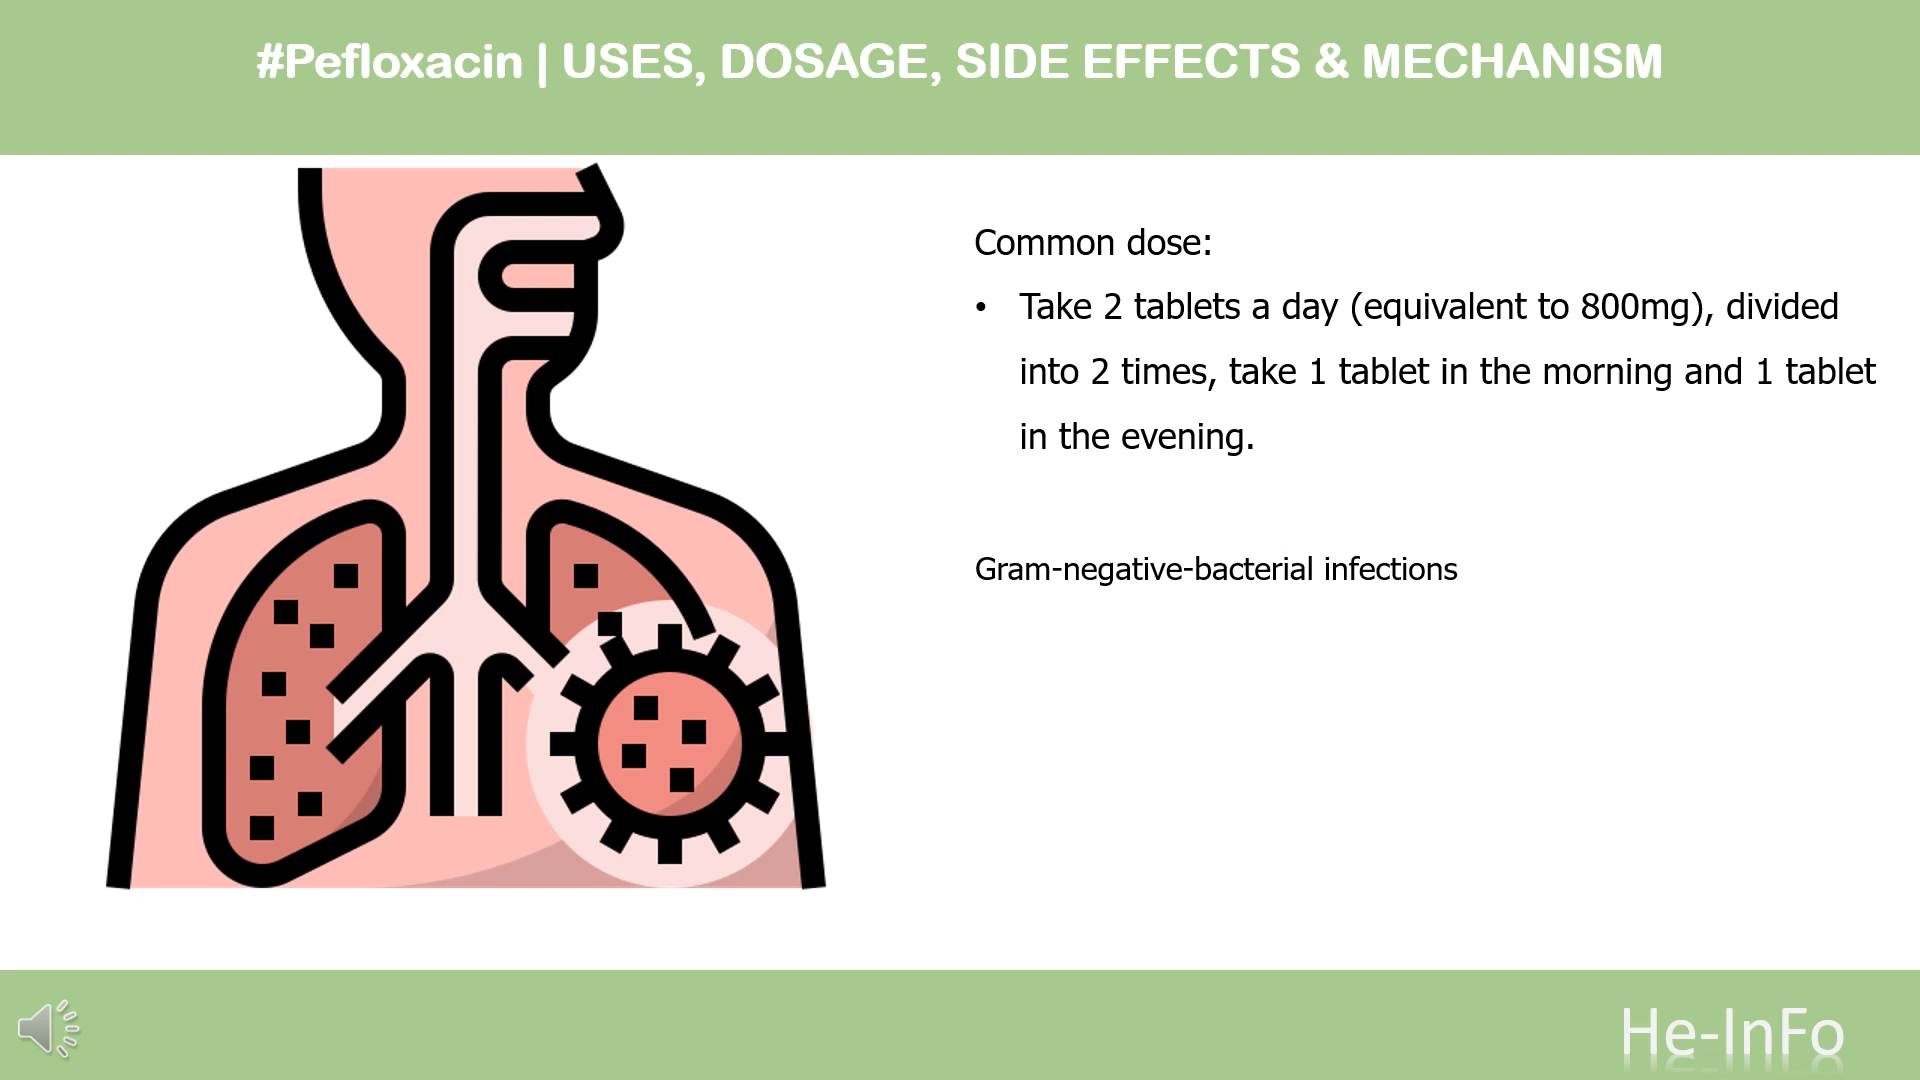 #Pefloxacin | USES, DOSAGE, SIDE EFFECTS & MECHANISM
Common dose:
• Take 2 tablets a day (equivalent to 800mg), divided
into 2 times, take 1 tablet in the morning and 1 tablet
in the evening.
Gram-negative-bacterial infections
He-InFo